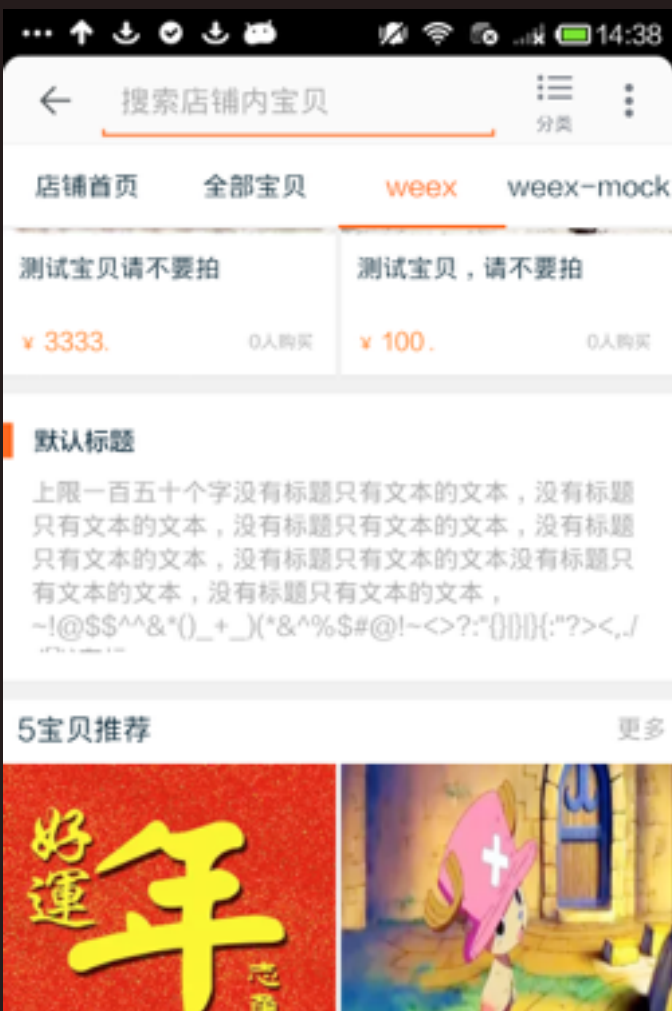 14:38
搜索店铺内宝贝
分类
店铺首页 全部宝贝 weex weex-mock
测试宝贝请不要拍 测试宝贝，请不要拍
¥ 3333. 0人购买 ¥ 100. 0人购买
默认标题
上限一百五十个字没有标题只有文本的文本，没有标题
只有文本的文本，没有标题只有文本的文本，没有标题
只有文本的文本，没有标题只有文本的文本没有标题只
有文本的文本，没有标题只有文本的文本，
~!@$$^^&*()_+_)(*&^%$#@!~<>?:"{}|}|}{:"?><,./
5宝贝推荐 更多
好
運
年